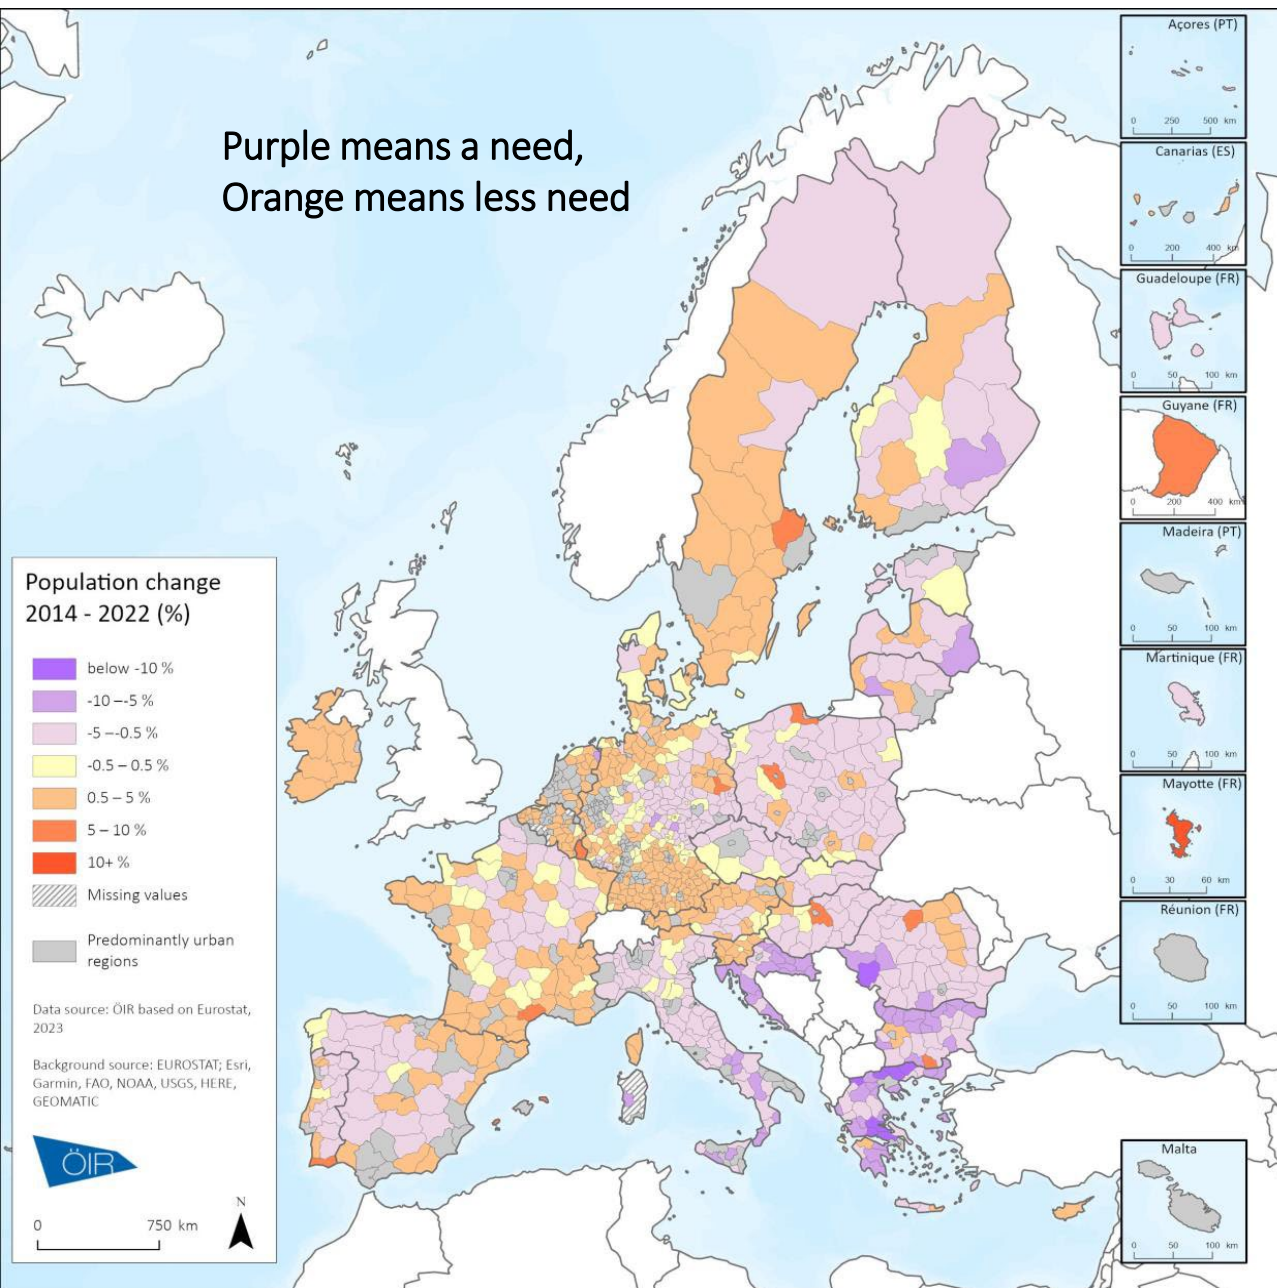 Purple means a need,
Orange means less need
Population change
2014 - 2022 (%)
below -10 %
-10 –-5 %
-5 –-0.5 %
-0.5 – 0.5 %
0.5 – 5 %
5 – 10 %
10+ %
Missing values
Predominantly urban
regions
Data source: ÖIR based on Eurostat,
2023
Background source: EUROSTAT; Esri,
Garmin, FAO, NOAA, USGS, HERE,
GEOMATIC
ÖIR
N
0 750 km
Açores (PT)
0 250 500 km
Canarias (ES)
0 200 400 km
Guadeloupe (FR)
0 50 100 km
Guyane (FR)
0 200 400 km
Madeira (PT)
0 50 100 km
Martinique (FR)
0 50 100 km
Mayotte (FR)
0 30 60 km
Réunion (FR)
0 50 100 km
Malta
0 50 100 km